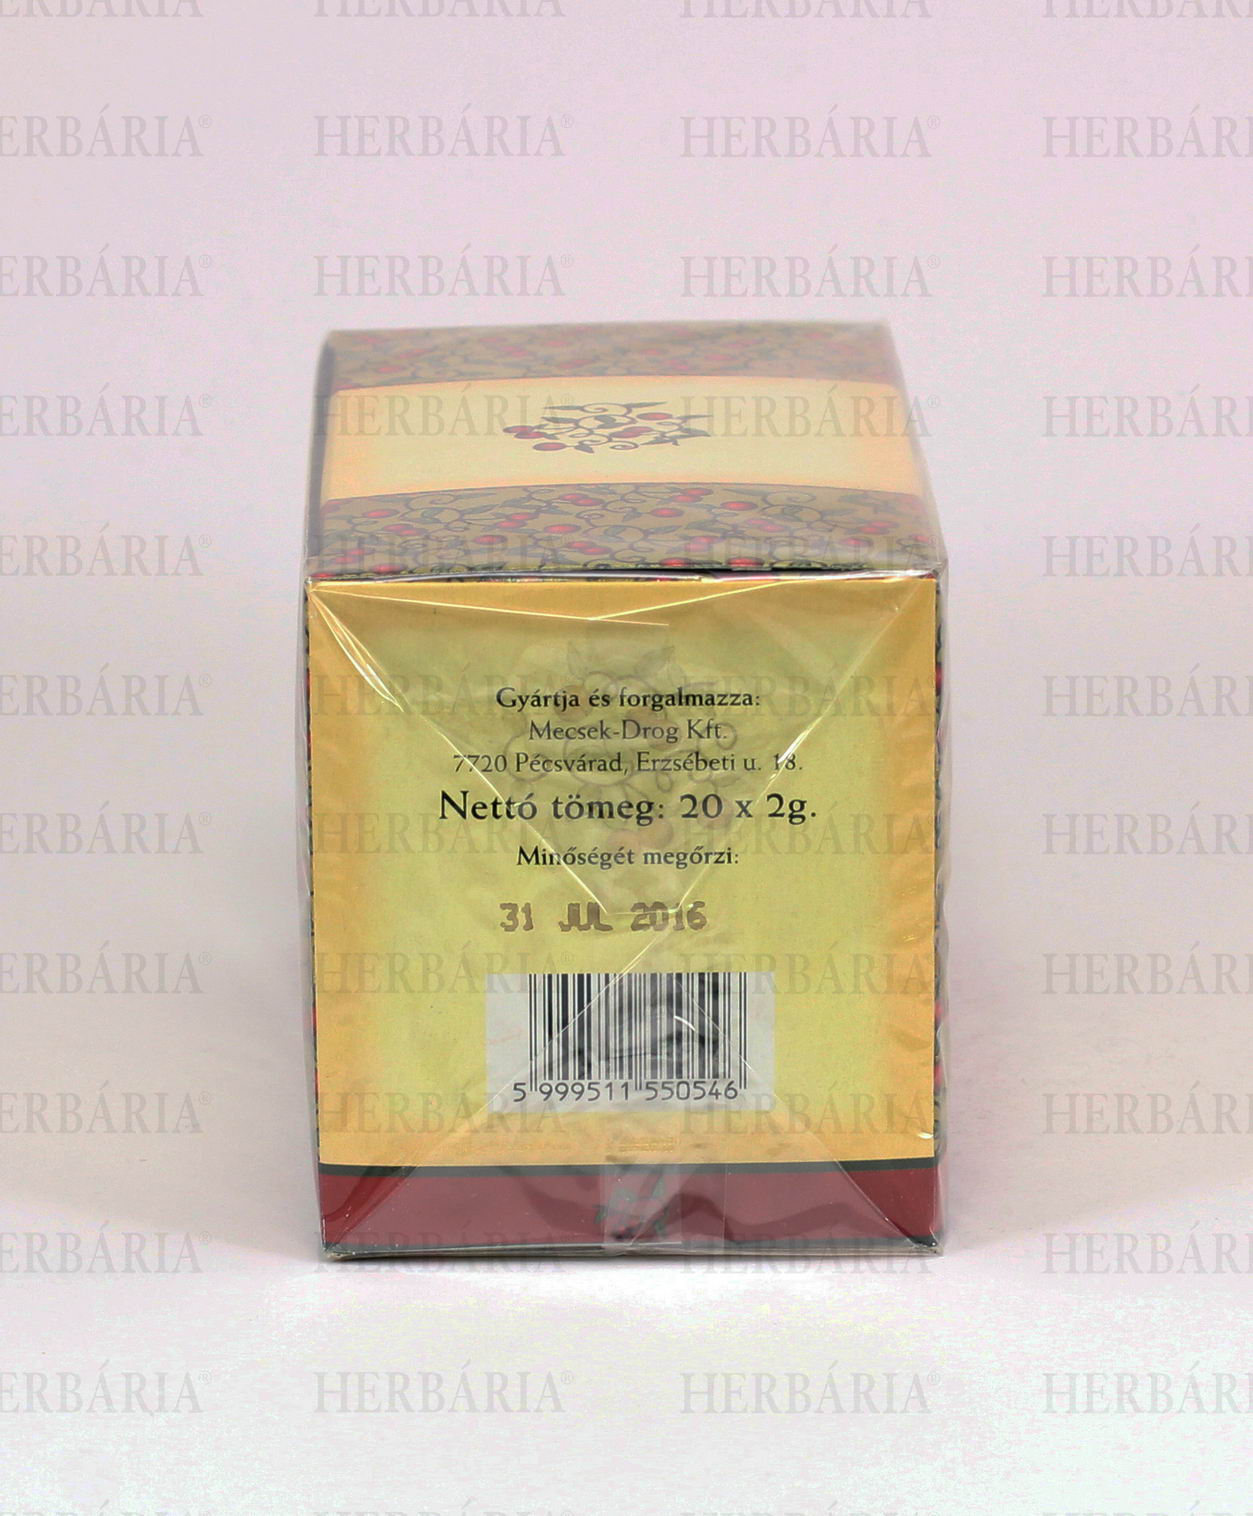 Gyártja és forgalmazza:
Mecsek-Drog Kft.
7720 Pécsvárad, Erzsébeti u. 18.
Nettó tömeg: 20 x 2g.
Minőségét megőrzi:
31 JUL 2016
5 999511 550546
HERBÁRIA®